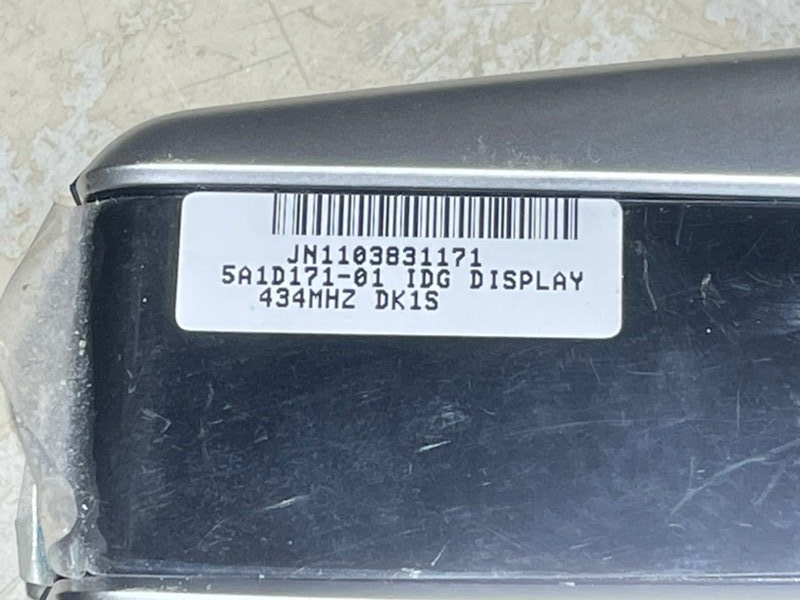 JN1103831171
5A1D171-01 IDG DISPLAY
434MHZ DK1S